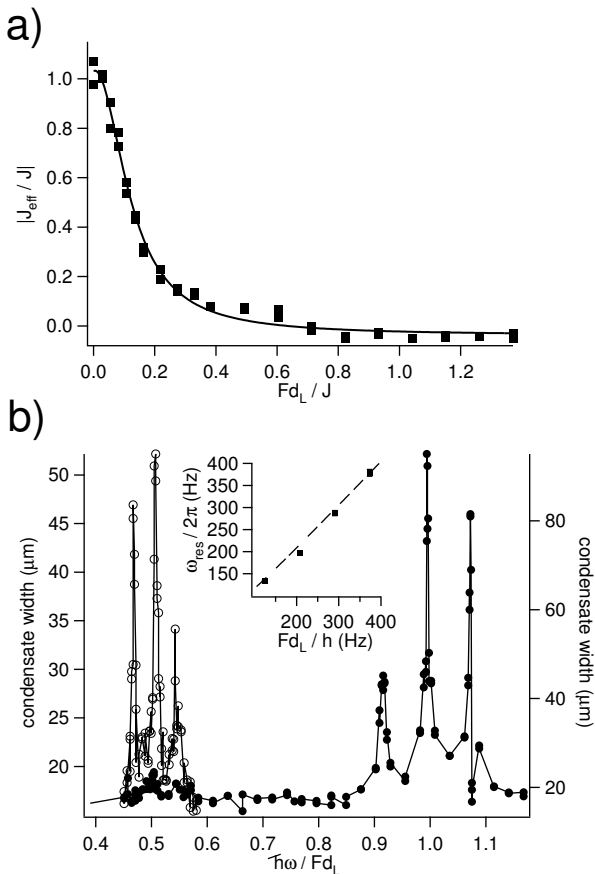 a)
|J_eff / J|
1.0
0.8
0.6
0.4
0.2
0.0
0.0 0.2 0.4 0.6 0.8 1.0 1.2
Fd_L / J
b)
condensate width (μm)
50
45
40
35
30
25
20
ω_res / 2π (Hz)
400
350
300
250
200
150
200 300 400
Fd_L / h (Hz)
80
60
40
20
condensate width (μm)
0.4 0.5 0.6 0.7 0.8 0.9 1.0 1.1
ħω / Fd_L